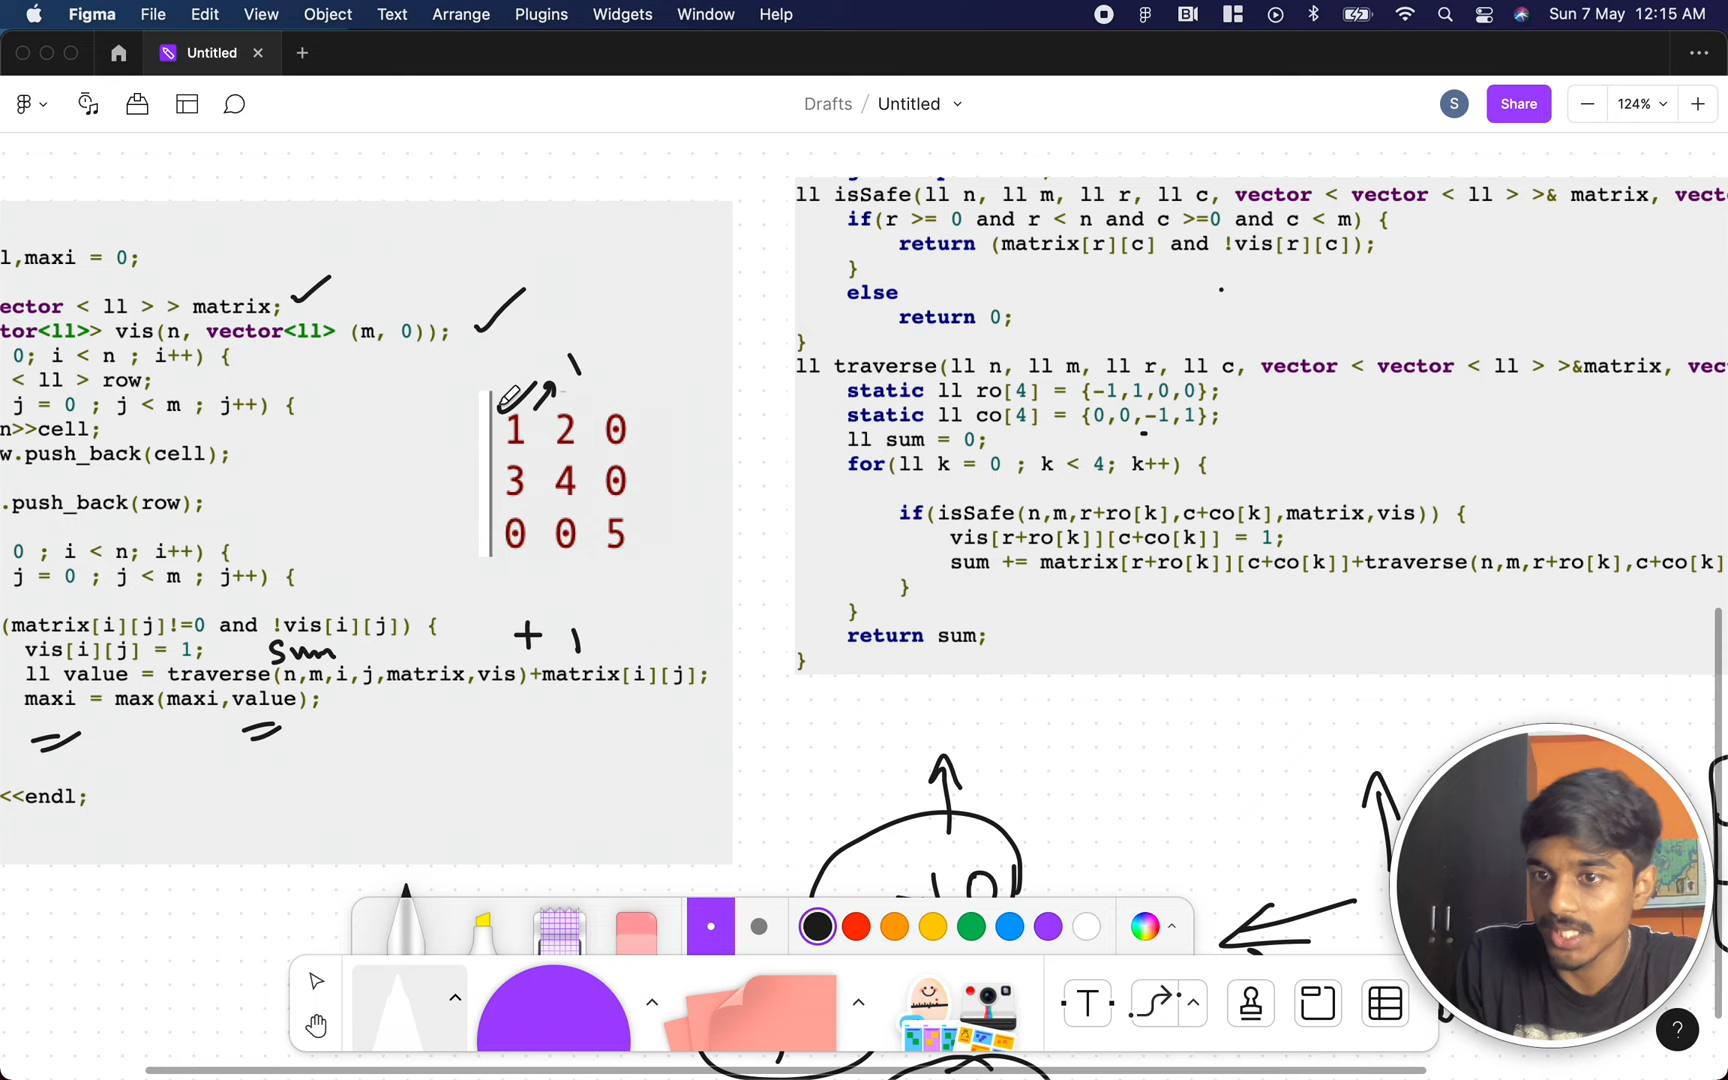 Figma File Edit View Object Text Arrange Plugins Widgets Window Help Sun 7 May 12:15 AM
Untitled
Drafts / Untitled S Share 124%
l,maxi = 0;
ector < ll > > matrix;
tor<ll>> vis(n, vector<ll> (m, 0));
0; i < n ; i++) {
< ll > row;
j = 0 ; j < m ; j++) {
n>>cell;
w.push_back(cell);
.push_back(row);
0 ; i < n; i++) {
j = 0 ; j < m ; j++) {
(matrix[i][j]!=0 and !vis[i][j]) {
vis[i][j] = 1;
sum + 1
ll value = traverse(n,m,i,j,matrix,vis)+matrix[i][j];
maxi = max(maxi,value);
<<endl;
1
1 2 0
3 4 0
0 0 5
ll isSafe(ll n, ll m, ll r, ll c, vector < vector < ll > >& matrix, vect
if(r >= 0 and r < n and c >=0 and c < m) {
return (matrix[r][c] and !vis[r][c]);
}
else
return 0;
}
ll traverse(ll n, ll m, ll r, ll c, vector < vector < ll > >&matrix, vec
static ll ro[4] = {-1,1,0,0};
static ll co[4] = {0,0,-1,1};
ll sum = 0;
for(ll k = 0 ; k < 4; k++) {
if(isSafe(n,m,r+ro[k],c+co[k],matrix,vis)) {
vis[r+ro[k]][c+co[k]] = 1;
sum += matrix[r+ro[k]][c+co[k]]+traverse(n,m,r+ro[k],c+co[k]
}
}
return sum;
}
T
?